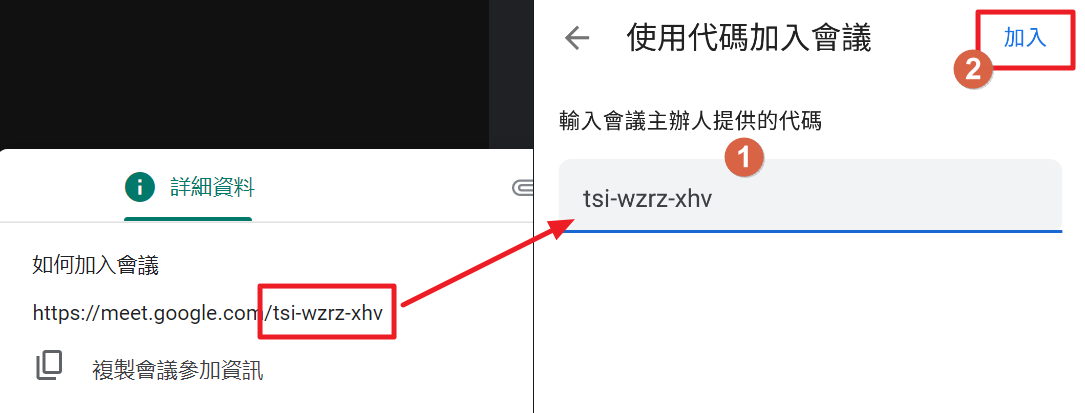 詳細資料
如何加入會議
https://meet.google.com/tsi-wzrz-xhv
複製會議參加資訊
使用代碼加入會議
加入
2
輸入會議主辦人提供的代碼
1
tsi-wzrz-xhv